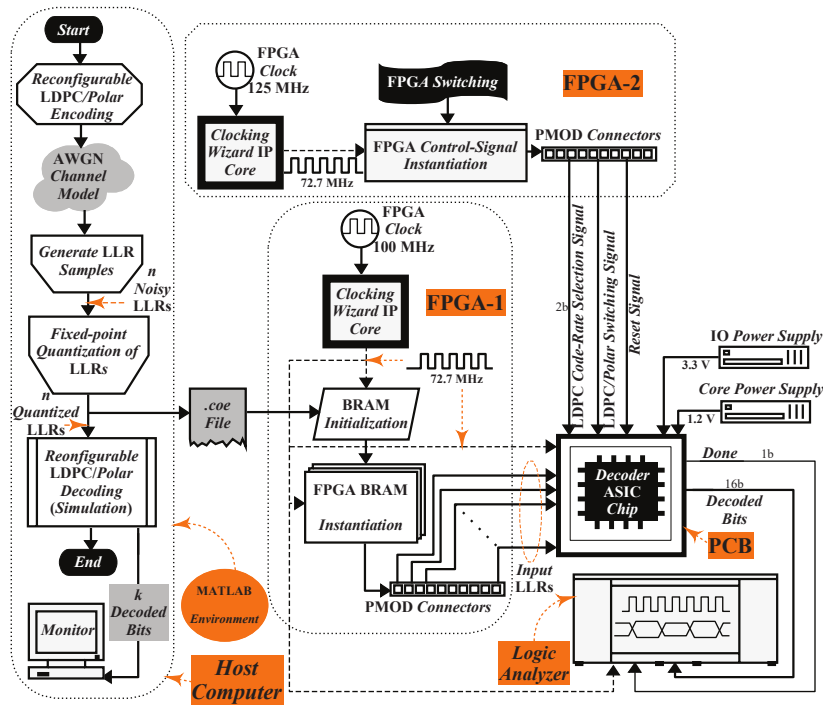 Start
Reconfigurable
LDPC/Polar
Encoding
AWGN
Channel
Model
Generate LLR
Samples
n
Noisy
LLRs
Fixed-point
Quantization of
LLRs
n
Quantized
LLRs
Reonfigurable
LDPC/Polar
Decoding
(Simulation)
End
k
Decoded
Bits
Monitor
MATLAB
Environment
Host
Computer
.coe
File
FPGA
Clock
125 MHz
Clocking
Wizard IP
Core
72.7 MHz
FPGA Switching
FPGA Control-Signal
Instantiation
FPGA-2
PMOD Connectors
2b
LDPC Code-Rate Selection Signal
LDPC/Polar Switching Signal
Reset Signal
FPGA
Clock
100 MHz
Clocking
Wizard IP
Core
FPGA-1
72.7 MHz
BRAM
Initialization
FPGA BRAM
Instantiation
PMOD Connectors
Input
LLRs
IO Power Supply
3.3 V
Core Power Supply
1.2 V
Decoder
ASIC
Chip
Done
1b
16b
Decoded
Bits
PCB
Logic
Analyzer